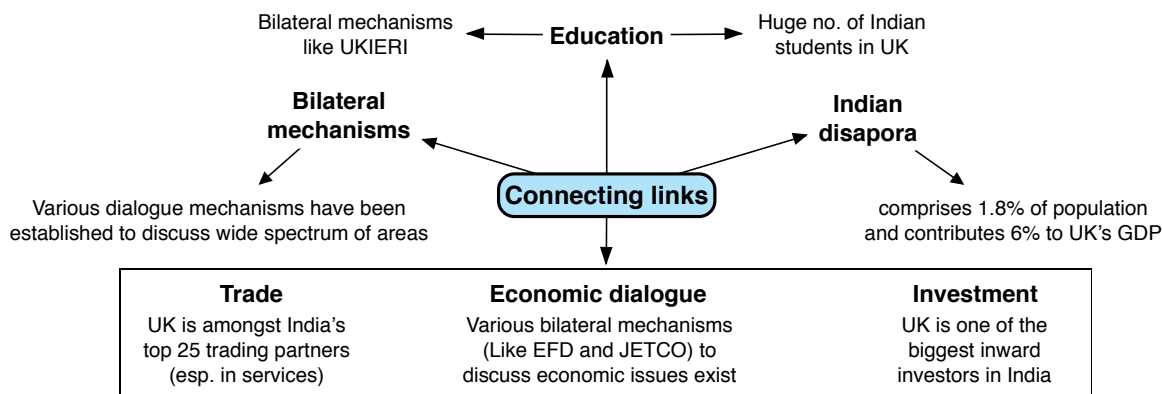 Bilateral mechanisms
like UKIERI
Education
Huge no. of Indian
students in UK
Bilateral
mechanisms
Indian
disapora
Connecting links
Various dialogue mechanisms have been
established to discuss wide spectrum of areas
comprises 1.8% of population
and contributes 6% to UK's GDP
Trade
UK is amongst India's
top 25 trading partners
(esp. in services)
Economic dialogue
Various bilateral mechanisms
(Like EFD and JETCO) to
discuss economic issues exist
Investment
UK is one of the
biggest inward
investors in India